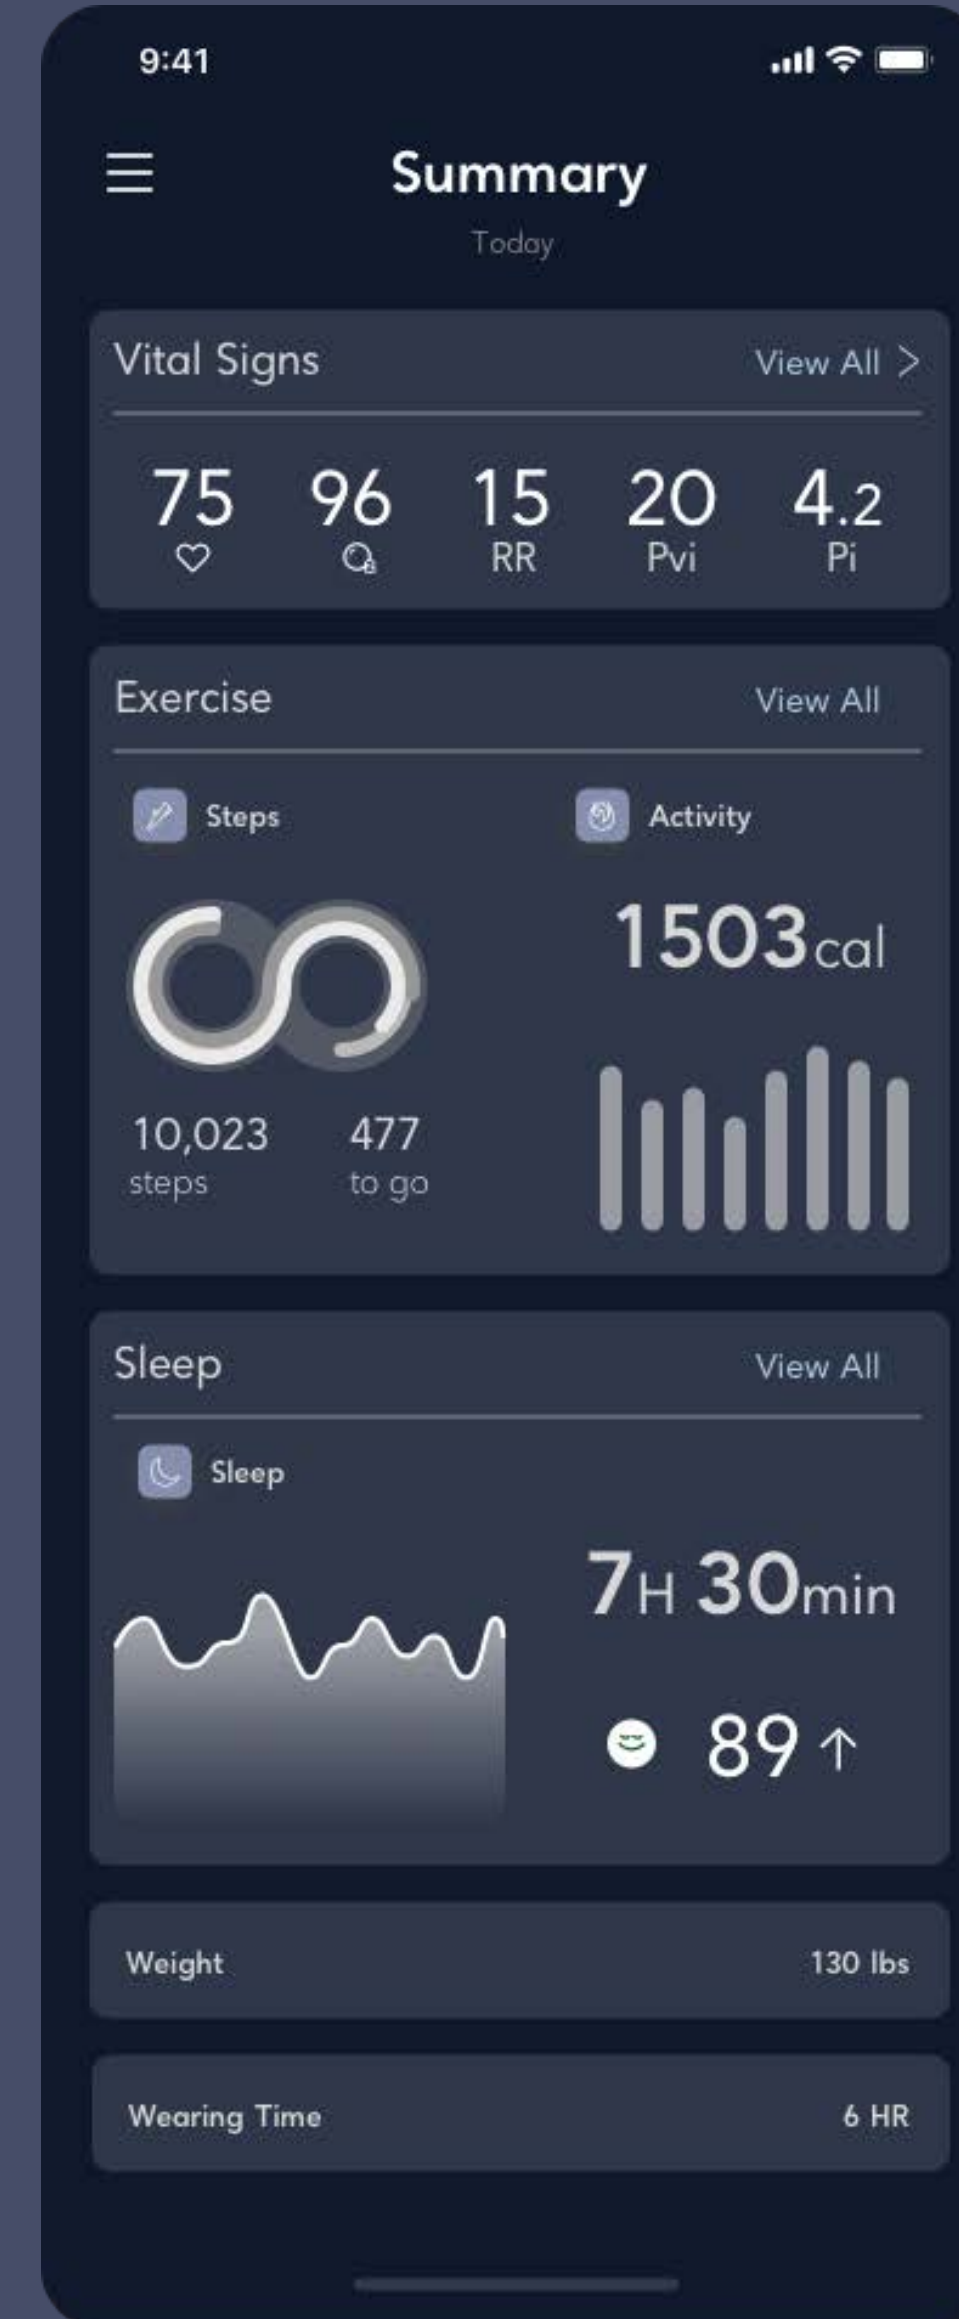 9:41
Summary
Today
Vital Signs View All >
75 96 15 20 4.2
RR Pvi Pi
Exercise View All
Steps Activity
1503cal
10,023 477
steps to go
Sleep View All
Sleep
7H 30min
89↑
Weight 130 lbs
Wearing Time 6 HR